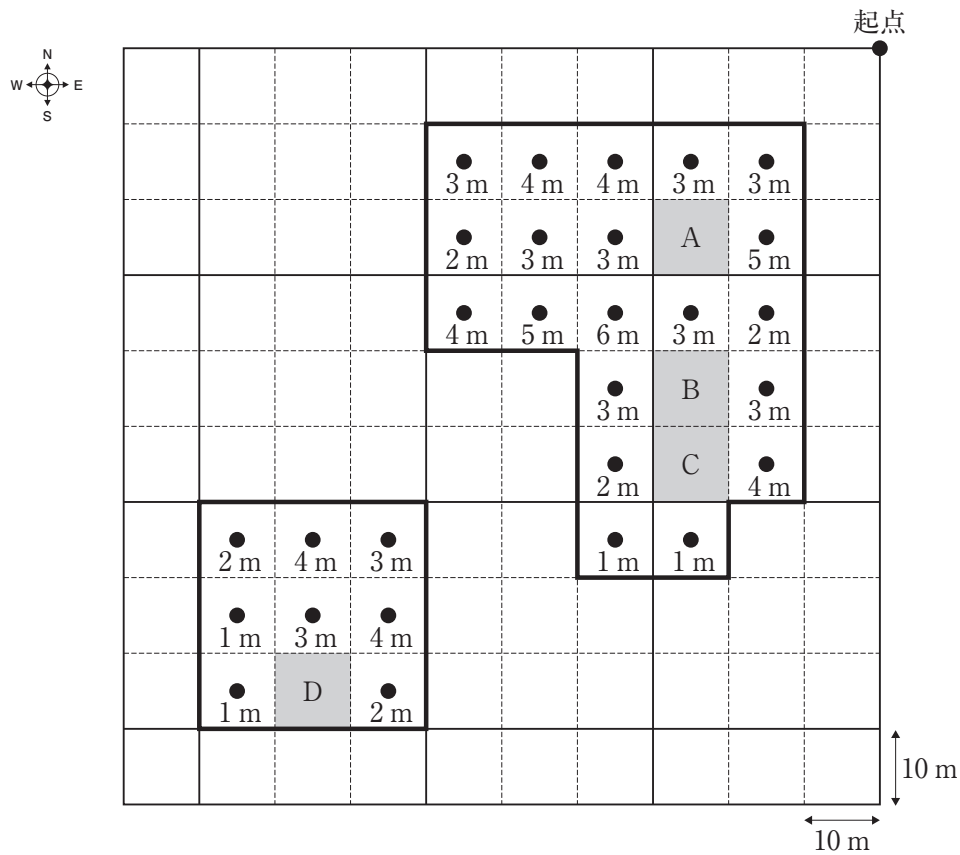 起点
N
W E
S
3 m 4 m 4 m 3 m 3 m
2 m 3 m 3 m A 5 m
4 m 5 m 6 m 3 m 2 m
3 m B 3 m
2 m C 4 m
2 m 4 m 3 m 1 m 1 m
1 m 3 m 4 m
1 m D 2 m
10 m
10 m